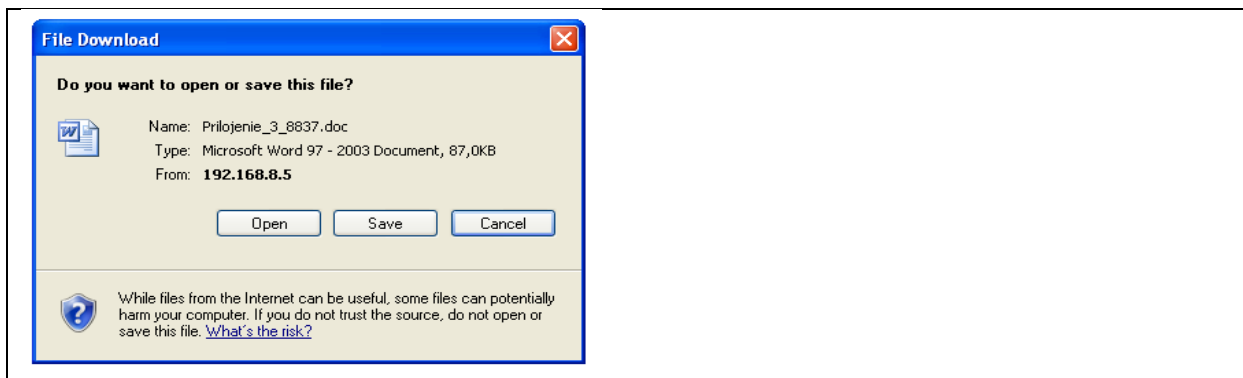 File Download
Do you want to open or save this file?
Name: Prilojenie_3_8837.doc
Type: Microsoft Word 97 - 2003 Document, 87,0KB
From: 192.168.8.5
Open Save Cancel
While files from the Internet can be useful, some files can potentially
harm your computer. If you do not trust the source, do not open or
save this file. What's the risk?